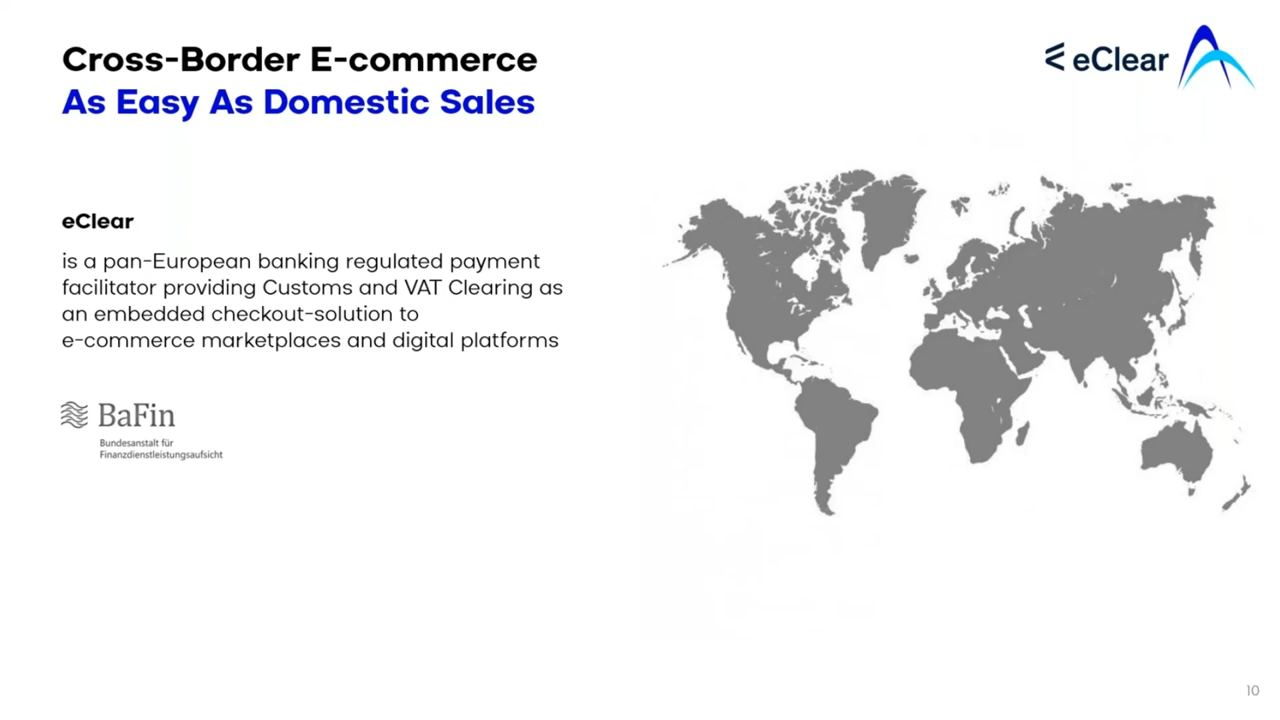 Cross-Border E-commerce
As Easy As Domestic Sales
eClear
eClear
is a pan-European banking regulated payment
facilitator providing Customs and VAT Clearing as
an embedded checkout-solution to
e-commerce marketplaces and digital platforms
BaFin
Bundesanstalt für
Finanzdienstleistungsaufsicht
10